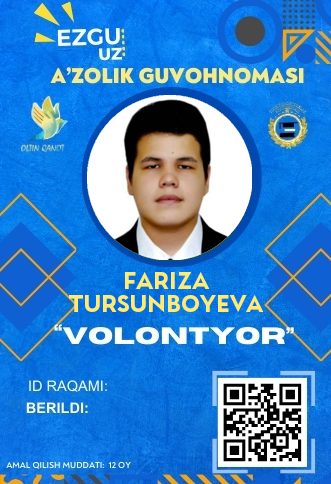 EZGU
UZ
A'ZOLIK GUVOHNOMASI
OLTIN QANOT
FARIZA
TURSUNBOYEVA
"VOLONTYOR"
ID RAQAMI:
BERILDI:
AMAL QILISH MUDDATI: 12 OY